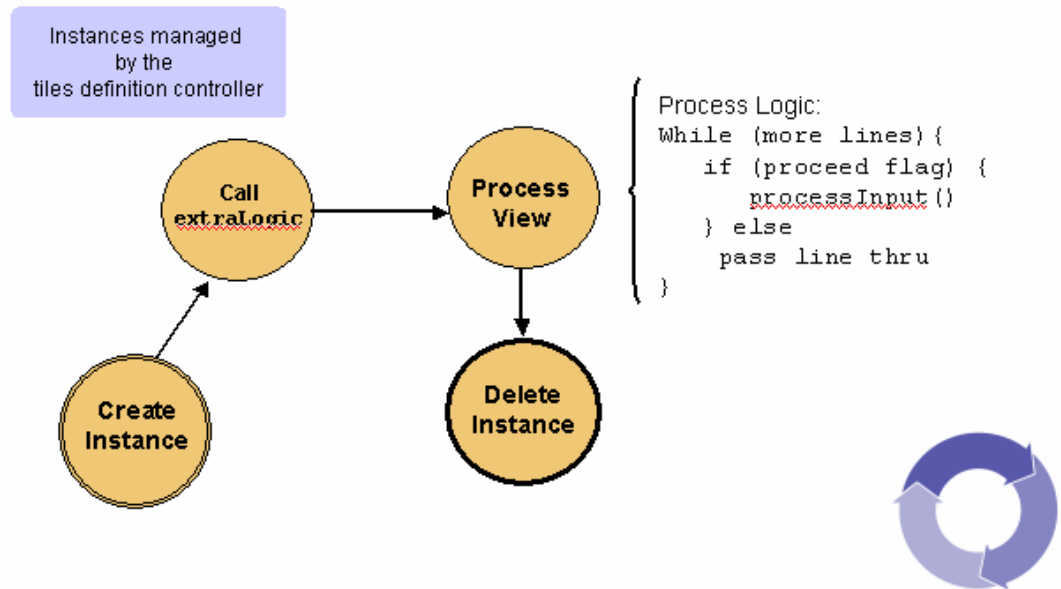 Instances managed
by the
tiles definition controller
Call
extraLogic
Process
View
Create
Instance
Delete
Instance
Process Logic:
While (more lines){
   if (proceed flag) {
      processInput()
   } else
    pass line thru
}